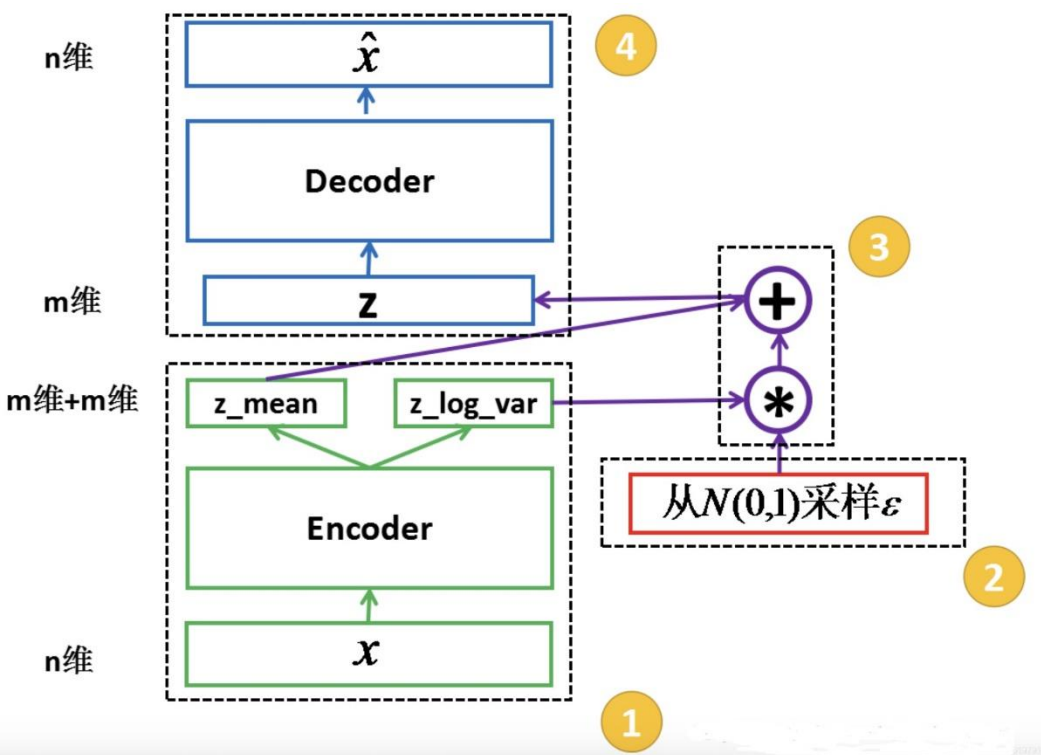 n维
x̂
4
Decoder
3
m维
z
+
m维+m维
z_mean
z_log_var
*
从N(0,1)采样ε
Encoder
2
n维
x
1